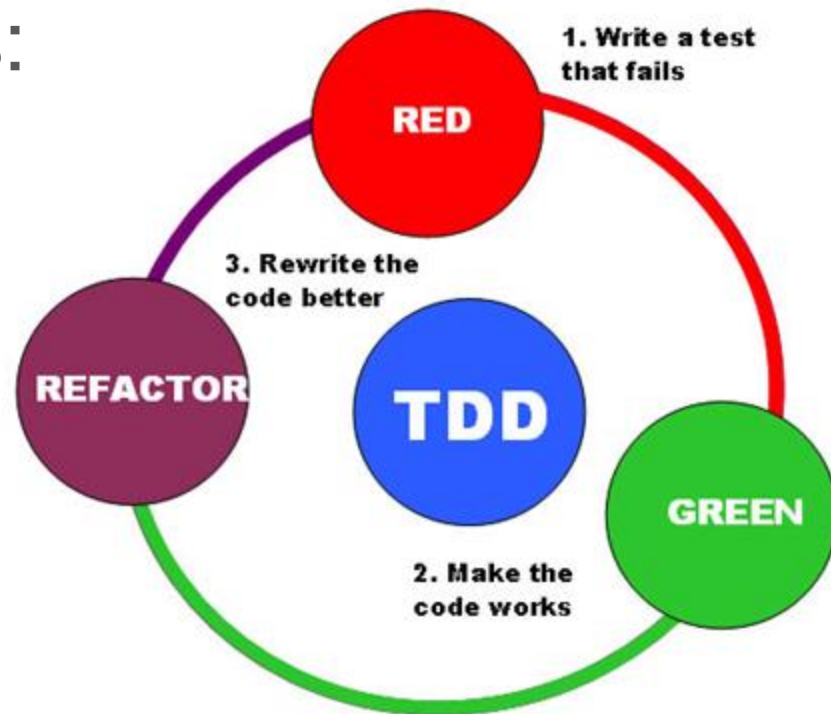 :
1. Write a test
that fails
RED
3. Rewrite the
code better
REFACTOR
TDD
GREEN
2. Make the
code works